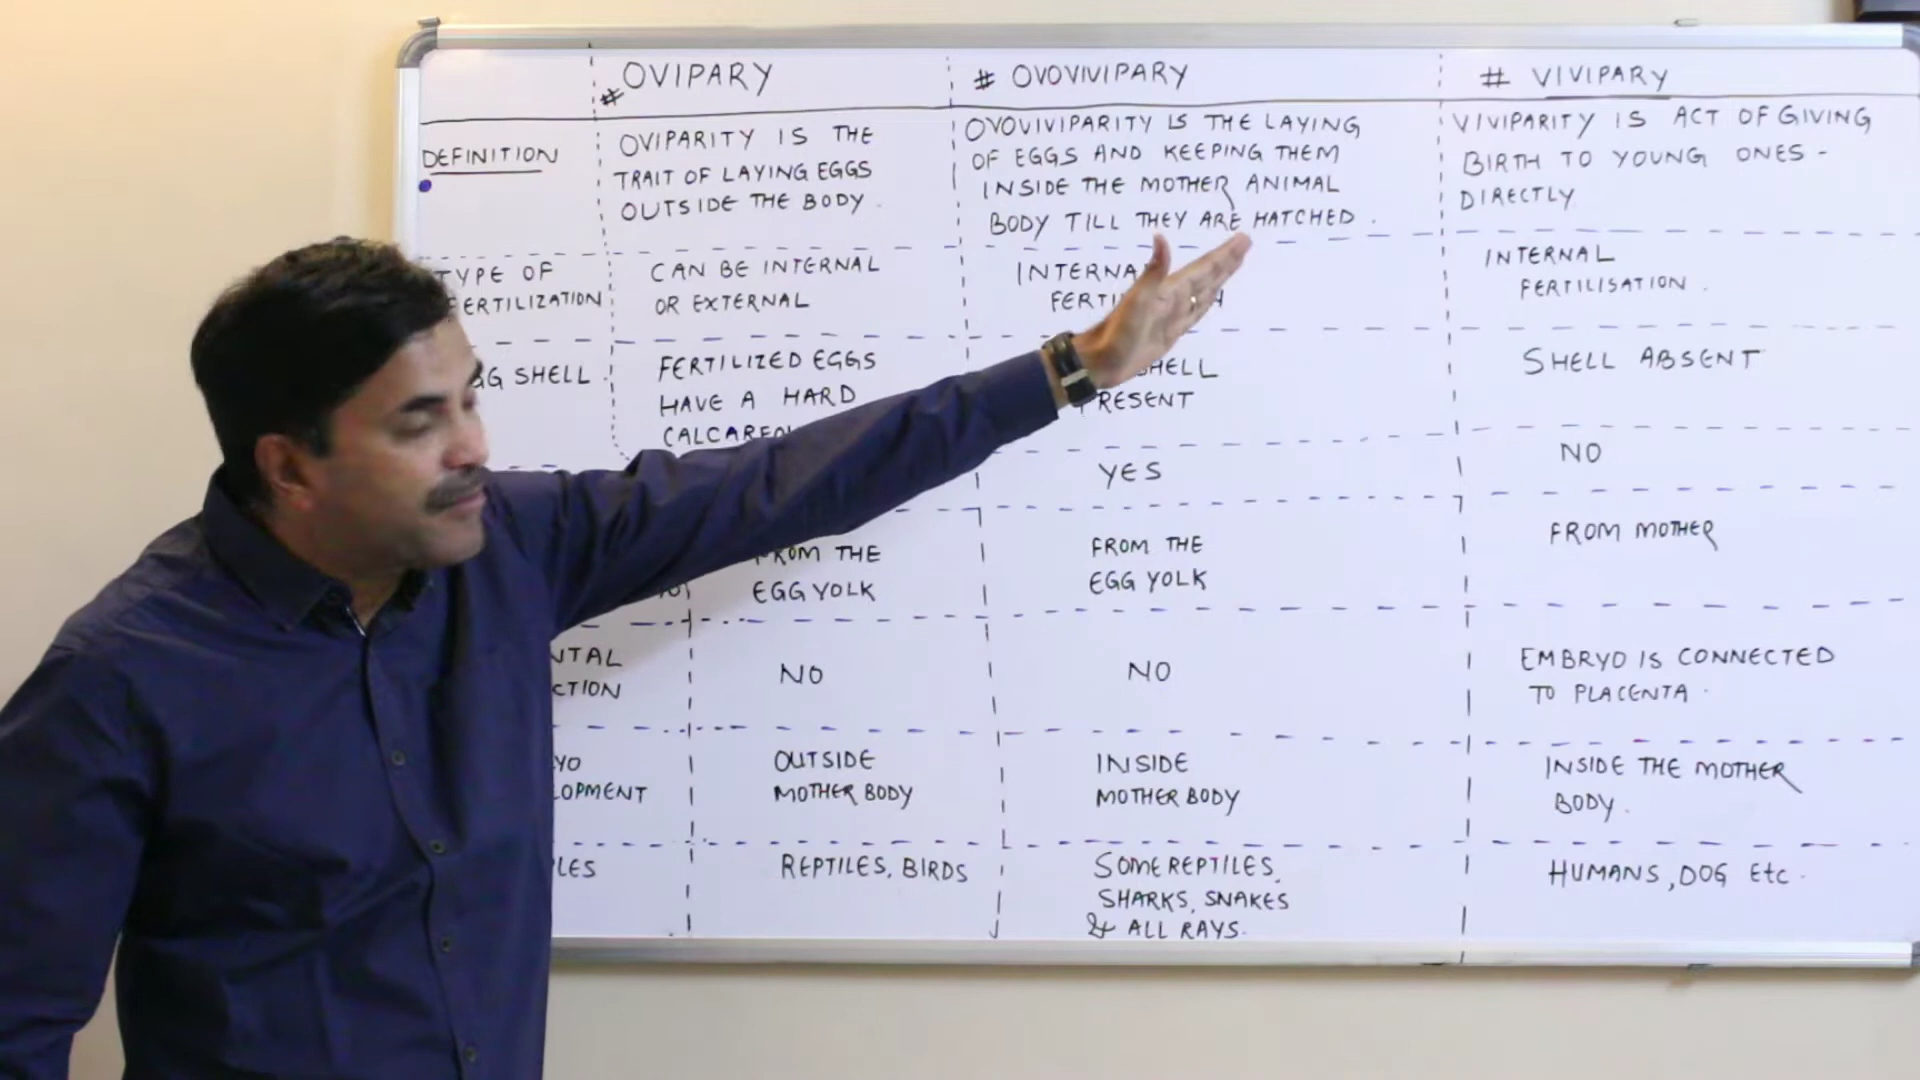 # OVIPARY
# OVOVIVIPARY
# VIVIPARY
DEFINITION
OVIPARITY IS THE
TRAIT OF LAYING EGGS
OUTSIDE THE BODY.
OVOVIVIPARITY IS THE LAYING
OF EGGS AND KEEPING THEM
INSIDE THE MOTHER ANIMAL
BODY TILL THEY ARE HATCHED.
VIVIPARITY IS ACT OF GIVING
BIRTH TO YOUNG ONES -
DIRECTLY
TYPE OF
FERTILIZATION
CAN BE INTERNAL
OR EXTERNAL
INTERNAL
INTERNAL
FERTILISATION.
SHELL.
FERTILIZED EGGS
HAVE A HARD
SHELL
PRESENT
SHELL ABSENT
YES
NO
FROM THE
EGG YOLK
FROM THE
EGG YOLK
FROM MOTHER
NO
NO
EMBRYO IS CONNECTED
TO PLACENTA.
OUTSIDE
MOTHER BODY
INSIDE
MOTHER BODY
INSIDE THE MOTHER
BODY.
REPTILES, BIRDS
SOME REPTILES,
SHARKS, SNAKES
& ALL RAYS.
HUMANS, DOG Etc.